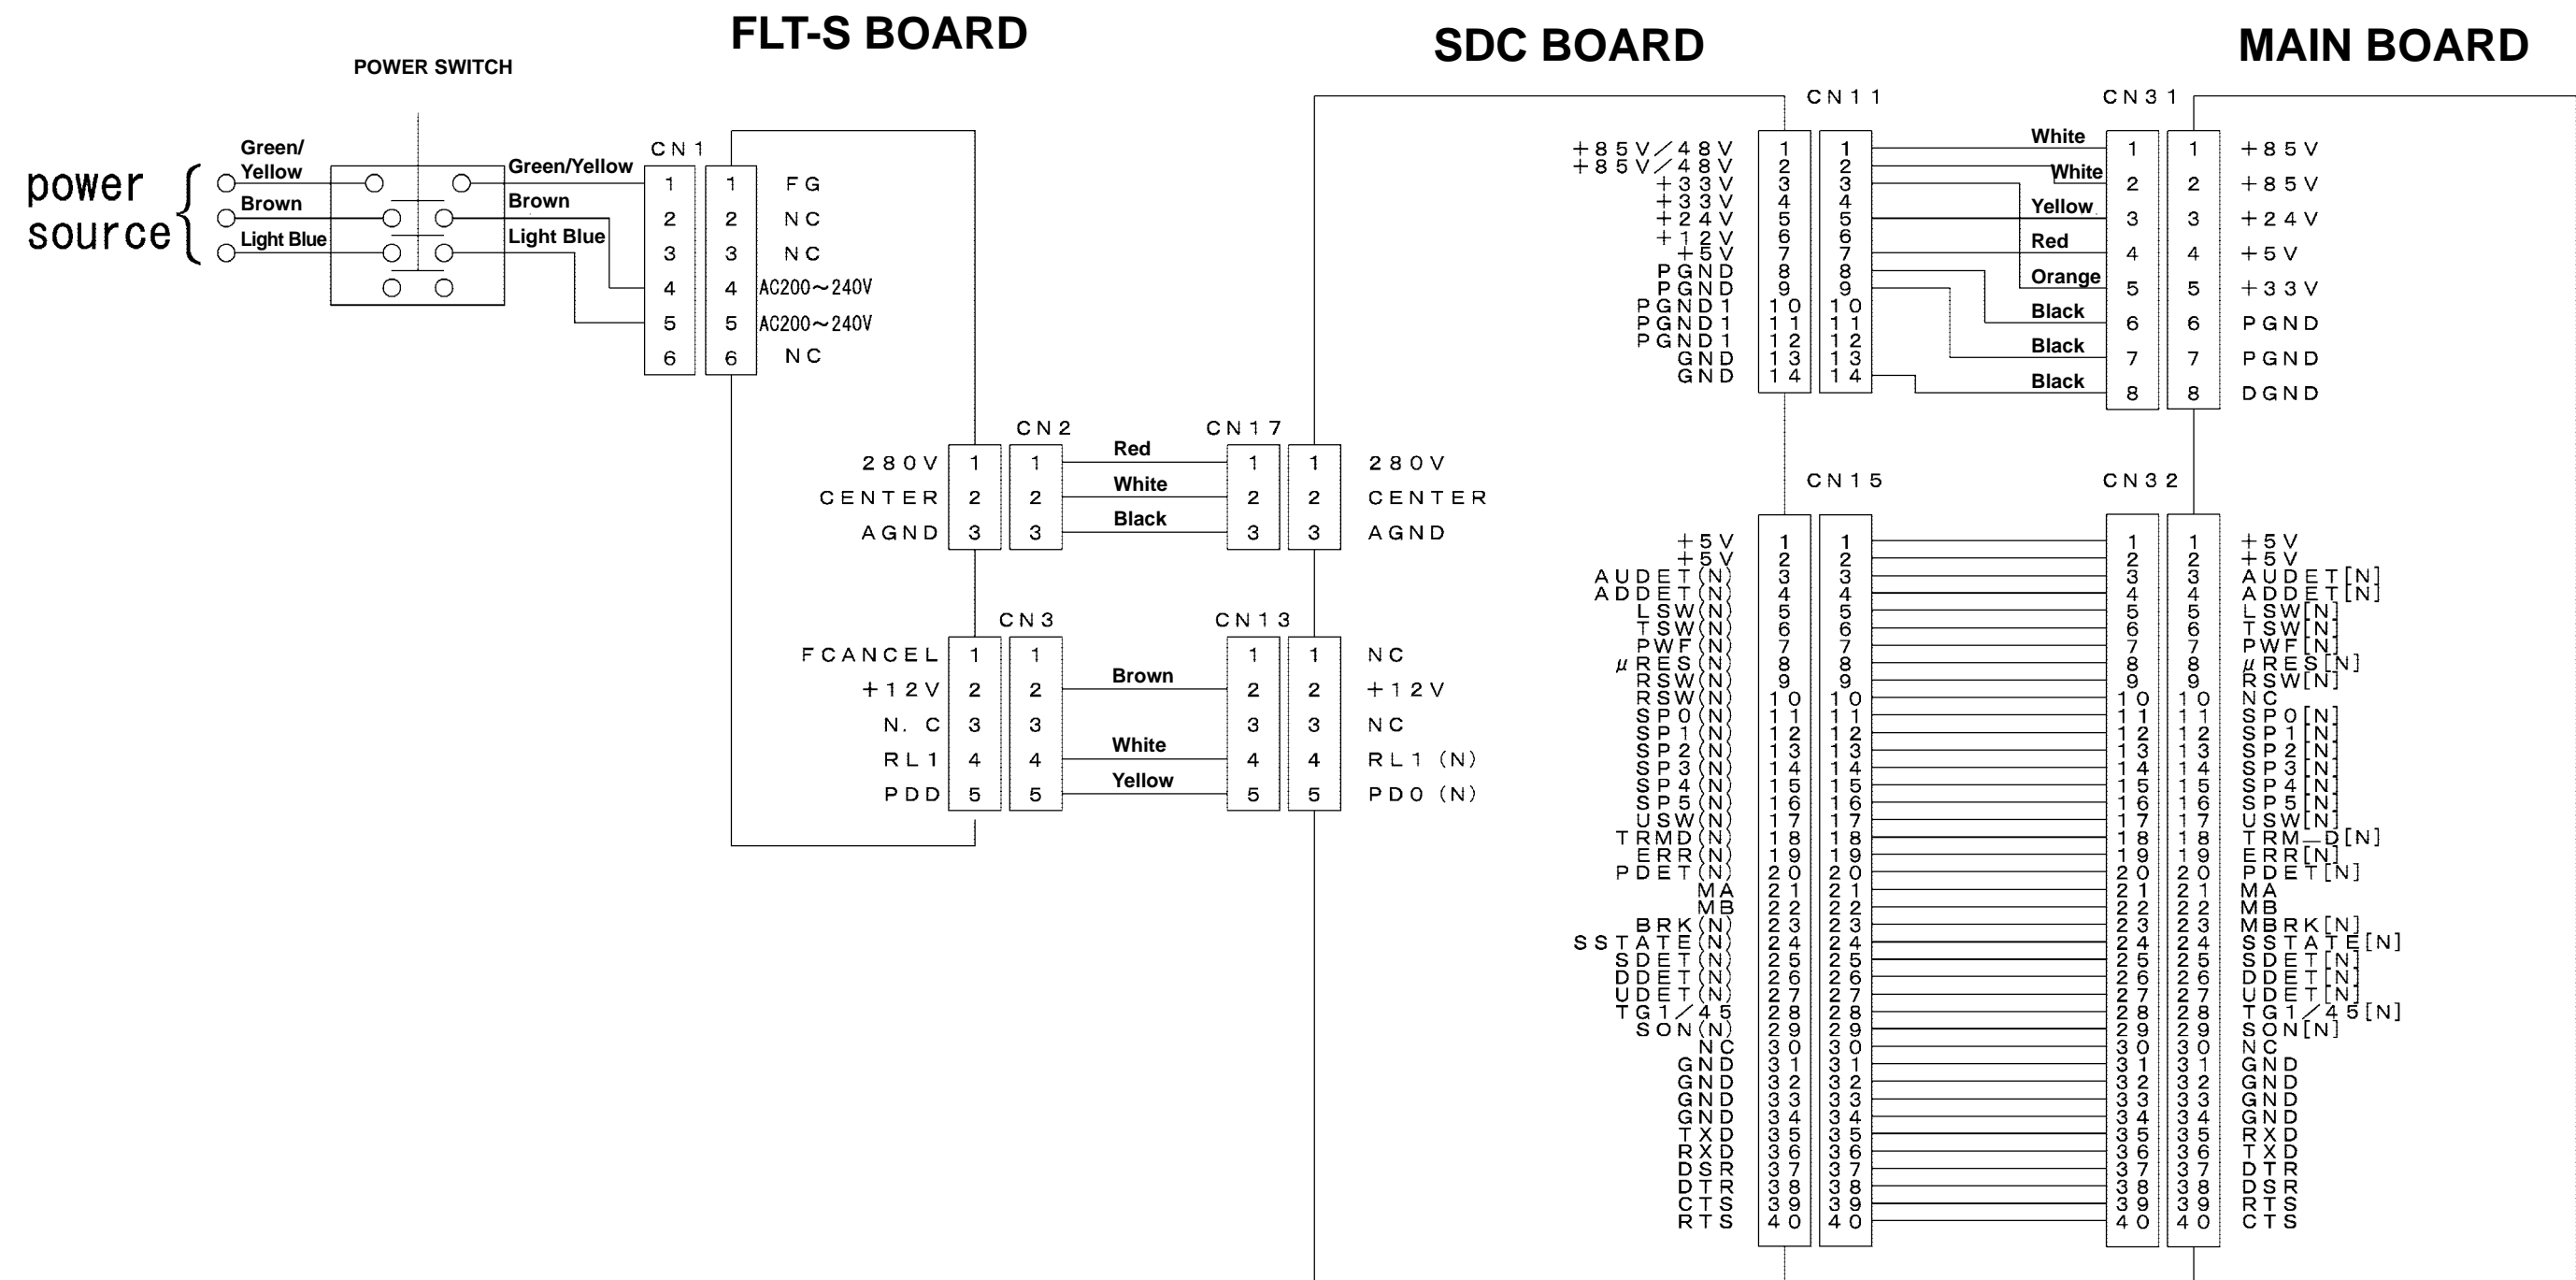 FLT-S BOARD
SDC BOARD
MAIN BOARD
POWER SWITCH
power
source
Green/
Yellow
Brown
Light Blue
Green/Yellow
Brown
Light Blue
CN1
1 1 FG
2 2 NC
3 3 NC
4 4 AC200～240V
5 5 AC200～240V
6 6 NC
CN2 CN17
280V 1 1 Red 1 1 280V
CENTER 2 2 White 2 2 CENTER
AGND 3 3 Black 3 3 AGND
CN3 CN13
FCANCEL 1 1 1 1 NC
+12V 2 2 Brown 2 2 +12V
N. C 3 3 3 3 NC
RL1 4 4 White 4 4 RL1 (N)
PDD 5 5 Yellow 5 5 PD0 (N)
CN11
+85V/48V 1 1
+85V/48V 2 2
+33V 3 3
+33V 4 4
+24V 5 5
+12V 6 6
+5V 7 7
PGND 8 8
PGND 9 9
PGND1 10 10
PGND1 11 11
PGND1 12 12
GND 13 13
GND 14 14
CN31
White 1 1 +85V
White 2 2 +85V
Yellow 3 3 +24V
Red 4 4 +5V
Orange 5 5 +33V
Black 6 6 PGND
Black 7 7 PGND
Black 8 8 DGND
CN15 CN32
+5V 1 1 1 1 +5V
+5V 2 2 2 2 +5V
AUDET(N) 3 3 3 3 AUDET[N]
ADDET(N) 4 4 4 4 ADDET[N]
LSW(N) 5 5 5 5 LSW[N]
TSW(N) 6 6 6 6 TSW[N]
PWF(N) 7 7 7 7 PWF[N]
μRES(N) 8 8 8 8 μRES[N]
RSW(N) 9 9 9 9 RSW[N]
RSW(N) 10 10 10 10 NC
SP0(N) 11 11 11 11 SP0[N]
SP1(N) 12 12 12 12 SP1[N]
SP2(N) 13 13 13 13 SP2[N]
SP3(N) 14 14 14 14 SP3[N]
SP4(N) 15 15 15 15 SP4[N]
SP5(N) 16 16 16 16 SP5[N]
USW(N) 17 17 17 17 USW[N]
TRMD(N) 18 18 18 18 TRM_D[N]
ERR(N) 19 19 19 19 ERR[N]
PDET(N) 20 20 20 20 PDET[N]
MA 21 21 21 21 MA
MB 22 22 22 22 MB
BRK(N) 23 23 23 23 MBRK[N]
SSTATE(N) 24 24 24 24 SSTATE[N]
SDET(N) 25 25 25 25 SDET[N]
DDET(N) 26 26 26 26 DDET[N]
UDET(N) 27 27 27 27 UDET[N]
TG1/45 28 28 28 28 TG1/45[N]
SON(N) 29 29 29 29 SON[N]
NC 30 30 30 30 NC
GND 31 31 31 31 GND
GND 32 32 32 32 GND
GND 33 33 33 33 GND
GND 34 34 34 34 GND
TXD 35 35 35 35 RXD
RXD 36 36 36 36 TXD
DSR 37 37 37 37 DTR
DTR 38 38 38 38 DSR
CTS 39 39 39 39 RTS
RTS 40 40 40 40 CTS